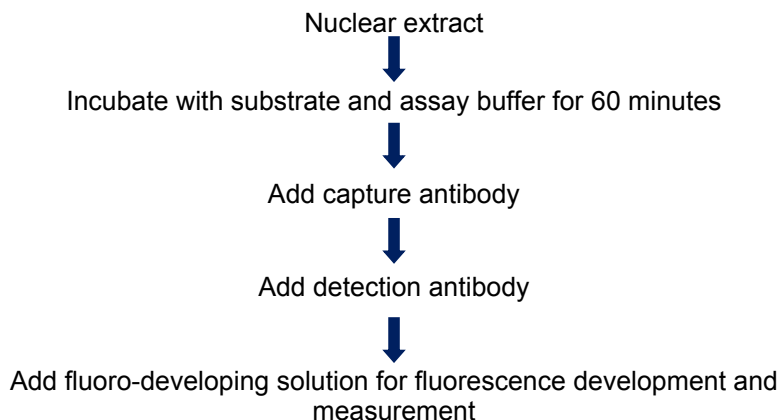 Nuclear extract
Incubate with substrate and assay buffer for 60 minutes
Add capture antibody
Add detection antibody
Add fluoro-developing solution for fluorescence development and
measurement